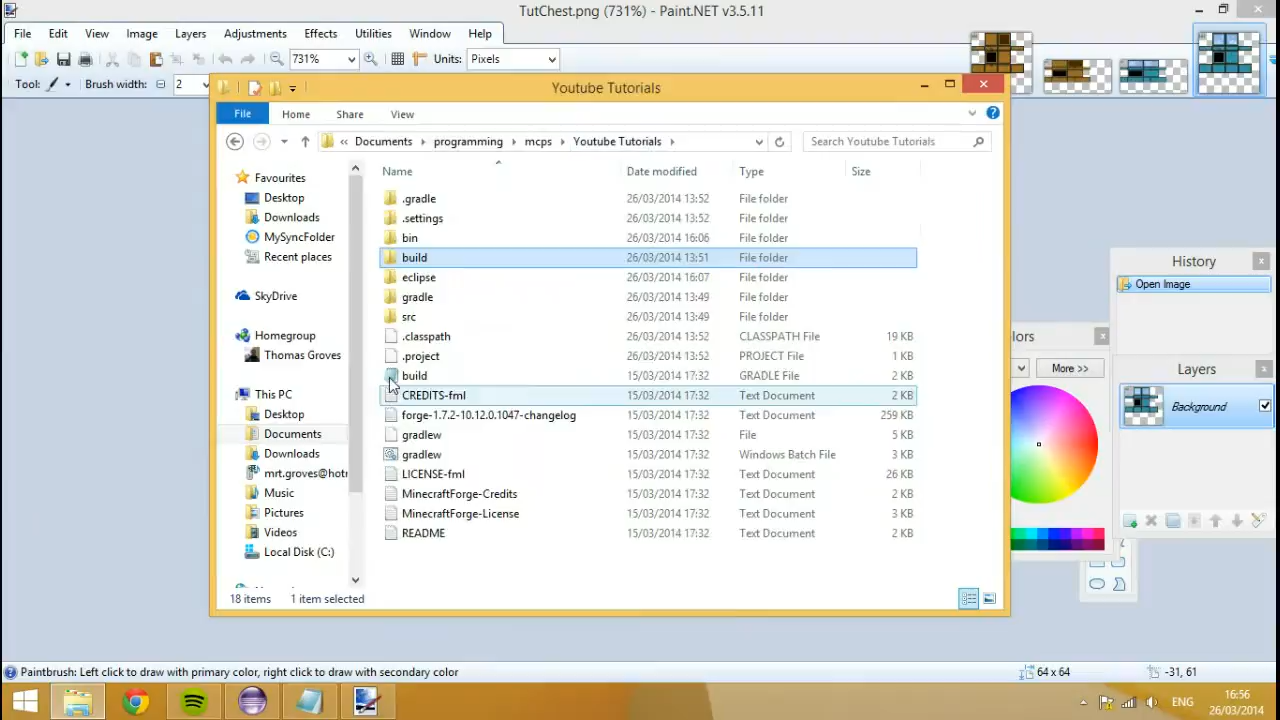 TutChest.png (731%) - Paint.NET v3.5.11
File Edit View Image Layers Adjustments Effects Utilities Window Help
731% Units: Pixels
Tool: Brush width: 2
Youtube Tutorials
File Home Share View
« Documents programming mcps Youtube Tutorials Search Youtube Tutorials
Name Date modified Type Size
Favourites
Desktop
Downloads
MySyncFolder
Recent places
SkyDrive
Homegroup
Thomas Groves
This PC
Desktop
Documents
Downloads
mrt.groves@hotr
Music
Pictures
Videos
Local Disk (C:)
.gradle 26/03/2014 13:52 File folder
.settings 26/03/2014 13:52 File folder
bin 26/03/2014 16:06 File folder
build 26/03/2014 13:51 File folder
eclipse 26/03/2014 16:07 File folder
gradle 26/03/2014 13:49 File folder
src 26/03/2014 13:49 File folder
.classpath 26/03/2014 13:52 CLASSPATH File 19 KB
.project 26/03/2014 13:52 PROJECT File 1 KB
build 15/03/2014 17:32 GRADLE File 2 KB
CREDITS-fml 15/03/2014 17:32 Text Document 2 KB
forge-1.7.2-10.12.0.1047-changelog 15/03/2014 17:32 Text Document 259 KB
gradlew 15/03/2014 17:32 File 5 KB
gradlew 15/03/2014 17:32 Windows Batch File 3 KB
LICENSE-fml 15/03/2014 17:32 Text Document 26 KB
MinecraftForge-Credits 15/03/2014 17:32 Text Document 2 KB
MinecraftForge-License 15/03/2014 17:32 Text Document 3 KB
README 15/03/2014 17:32 Text Document 2 KB
18 items 1 item selected
History
Open Image
olors
More >>
Layers
Background
Paintbrush: Left click to draw with primary color, right click to draw with secondary color
64 x 64
-31, 61
ENG
16:56
26/03/2014